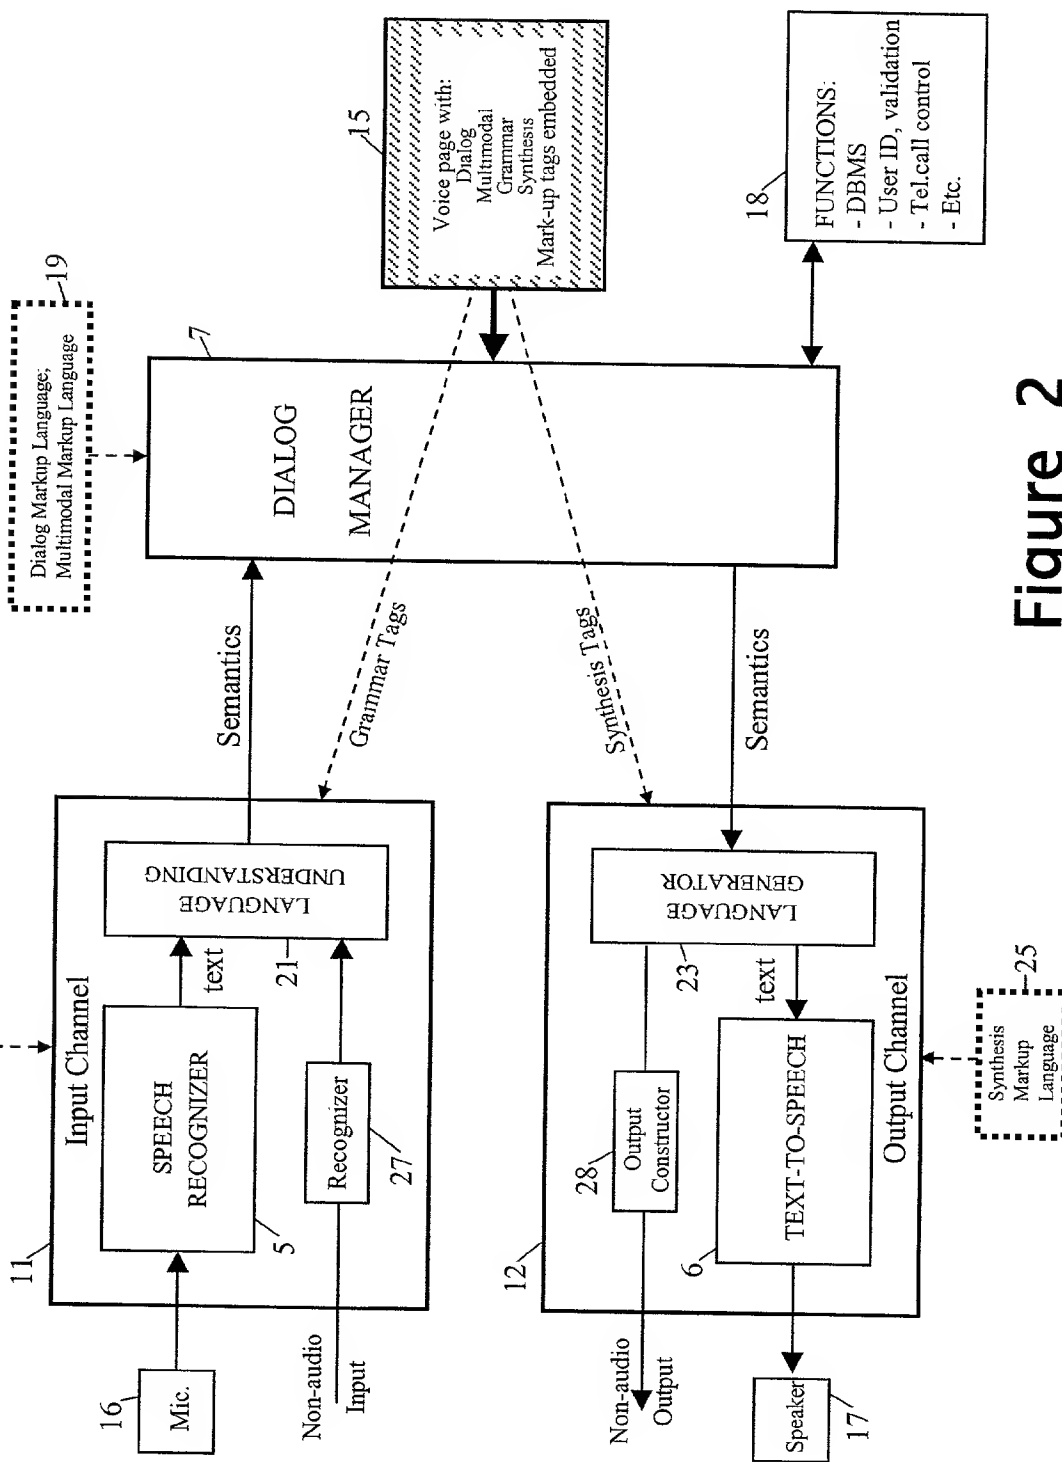 19
Dialog Markup Language;
Multimodal Markup Language
11
Input Channel
16
Mic.
SPEECH
RECOGNIZER
5
text
LANGUAGE
UNDERSTANDING
21
Non-audio
Input
Recognizer
27
Semantics
Grammar Tags
7
DIALOG
MANAGER
15
Voice page with:
Dialog
Multimodal
Grammar
Synthesis
Mark-up tags embedded
12
Non-audio
Output
28
Output
Constructor
LANGUAGE
GENERATOR
23
text
6
TEXT-TO-SPEECH
Speaker
17
Output Channel
Synthesis Tags
Semantics
18
FUNCTIONS:
- DBMS
- User ID, validation
- Tel.call control
- Etc.
25
Synthesis
Markup
Language
Figure 2